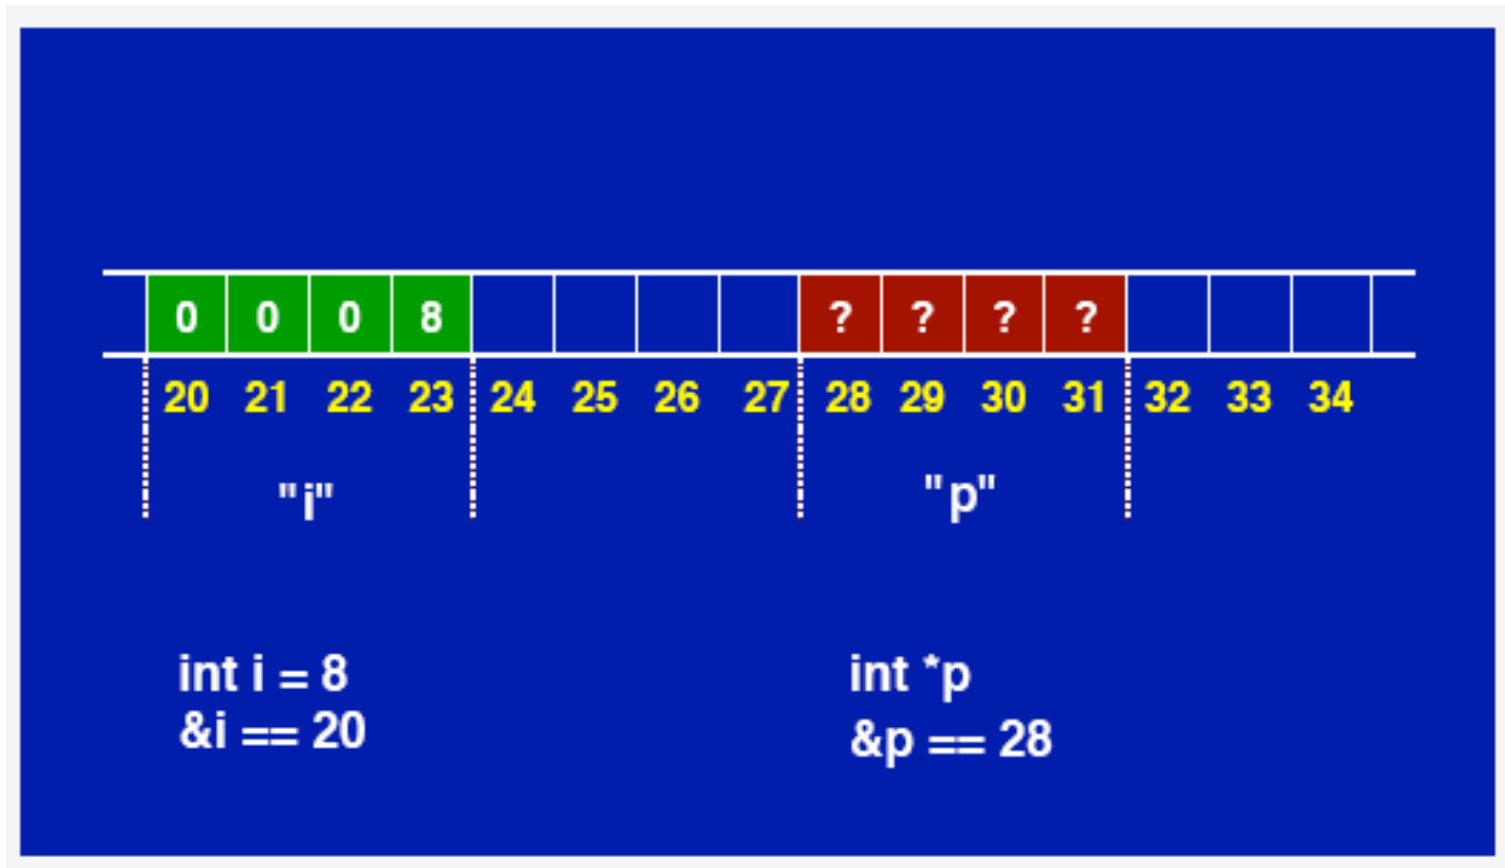 0 0 0 8 ? ? ? ?
20 21 22 23 24 25 26 27 28 29 30 31 32 33 34
"i" "p"
int i = 8
&i == 20
int *p
&p == 28